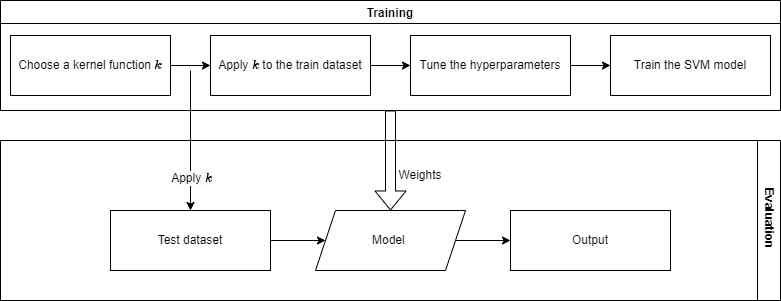 Training
Choose a kernel function k
Apply k to the train dataset
Tune the hyperparameters
Train the SVM model
Apply k
Weights
Evaluation
Test dataset
Model
Output